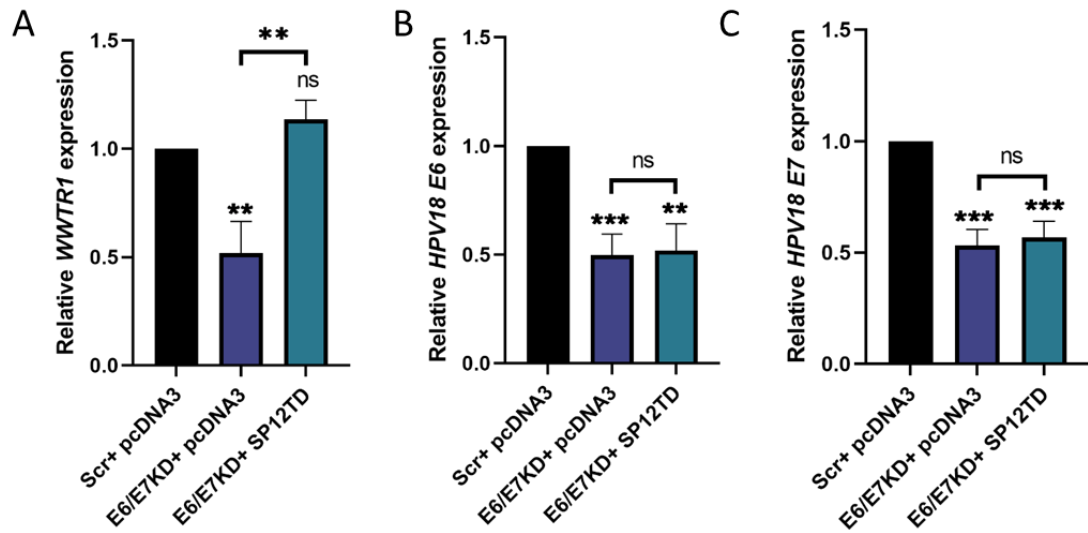 A
Relative WWTR1 expression
1.5
1.0
0.5
0.0
**
**
ns
Scr+ pcDNA3
E6/E7KD+ pcDNA3
E6/E7KD+ SP12TD
B
Relative HPV18 E6 expression
1.5
1.0
0.5
0.0
ns
***
**
Scr+ pcDNA3
E6/E7KD+ pcDNA3
E6/E7KD+ SP12TD
C
Relative HPV18 E7 expression
1.5
1.0
0.5
0.0
ns
***
***
Scr+ pcDNA3
E6/E7KD+ pcDNA3
E6/E7KD+ SP12TD